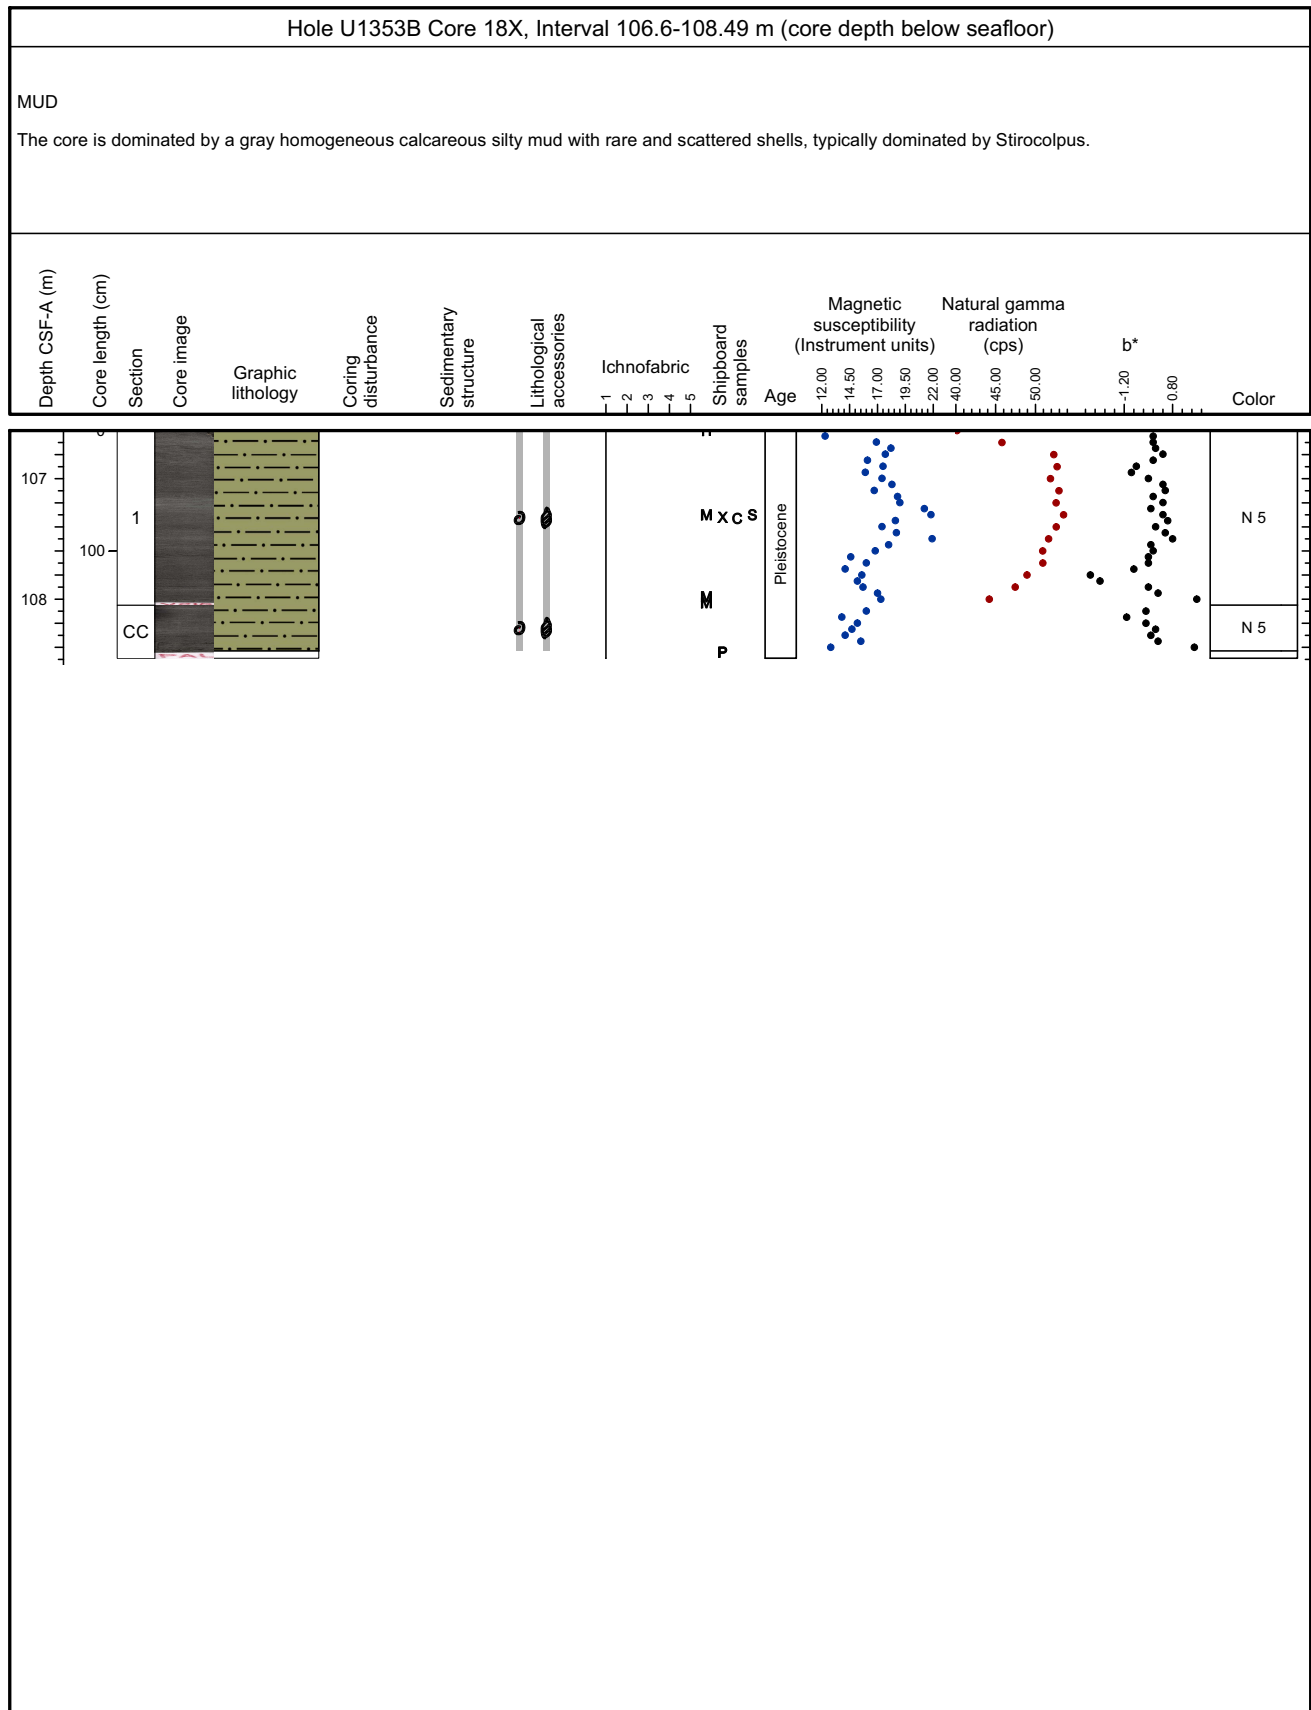 Hole U1353B Core 18X, Interval 106.6-108.49 m (core depth below seafloor)
MUD
The core is dominated by a gray homogeneous calcareous silty mud with rare and scattered shells, typically dominated by Stirocolpus.
Depth CSF-A (m)
Core length (cm)
Section
Core image
Graphic
lithology
Coring
disturbance
Sedimentary
structure
Lithological
accessories
Ichnofabric
1 2 3 4 5
Shipboard
samples
Age
Magnetic
susceptibility
(Instrument units)
12.00 14.50 17.00 19.50 22.00
Natural gamma
radiation
(cps)
40.00 45.00 50.00
b*
-1.20 0.80
Color
107
108
0
100
1
CC
M X C S
M
M
P
Pleistocene
N 5
N 5